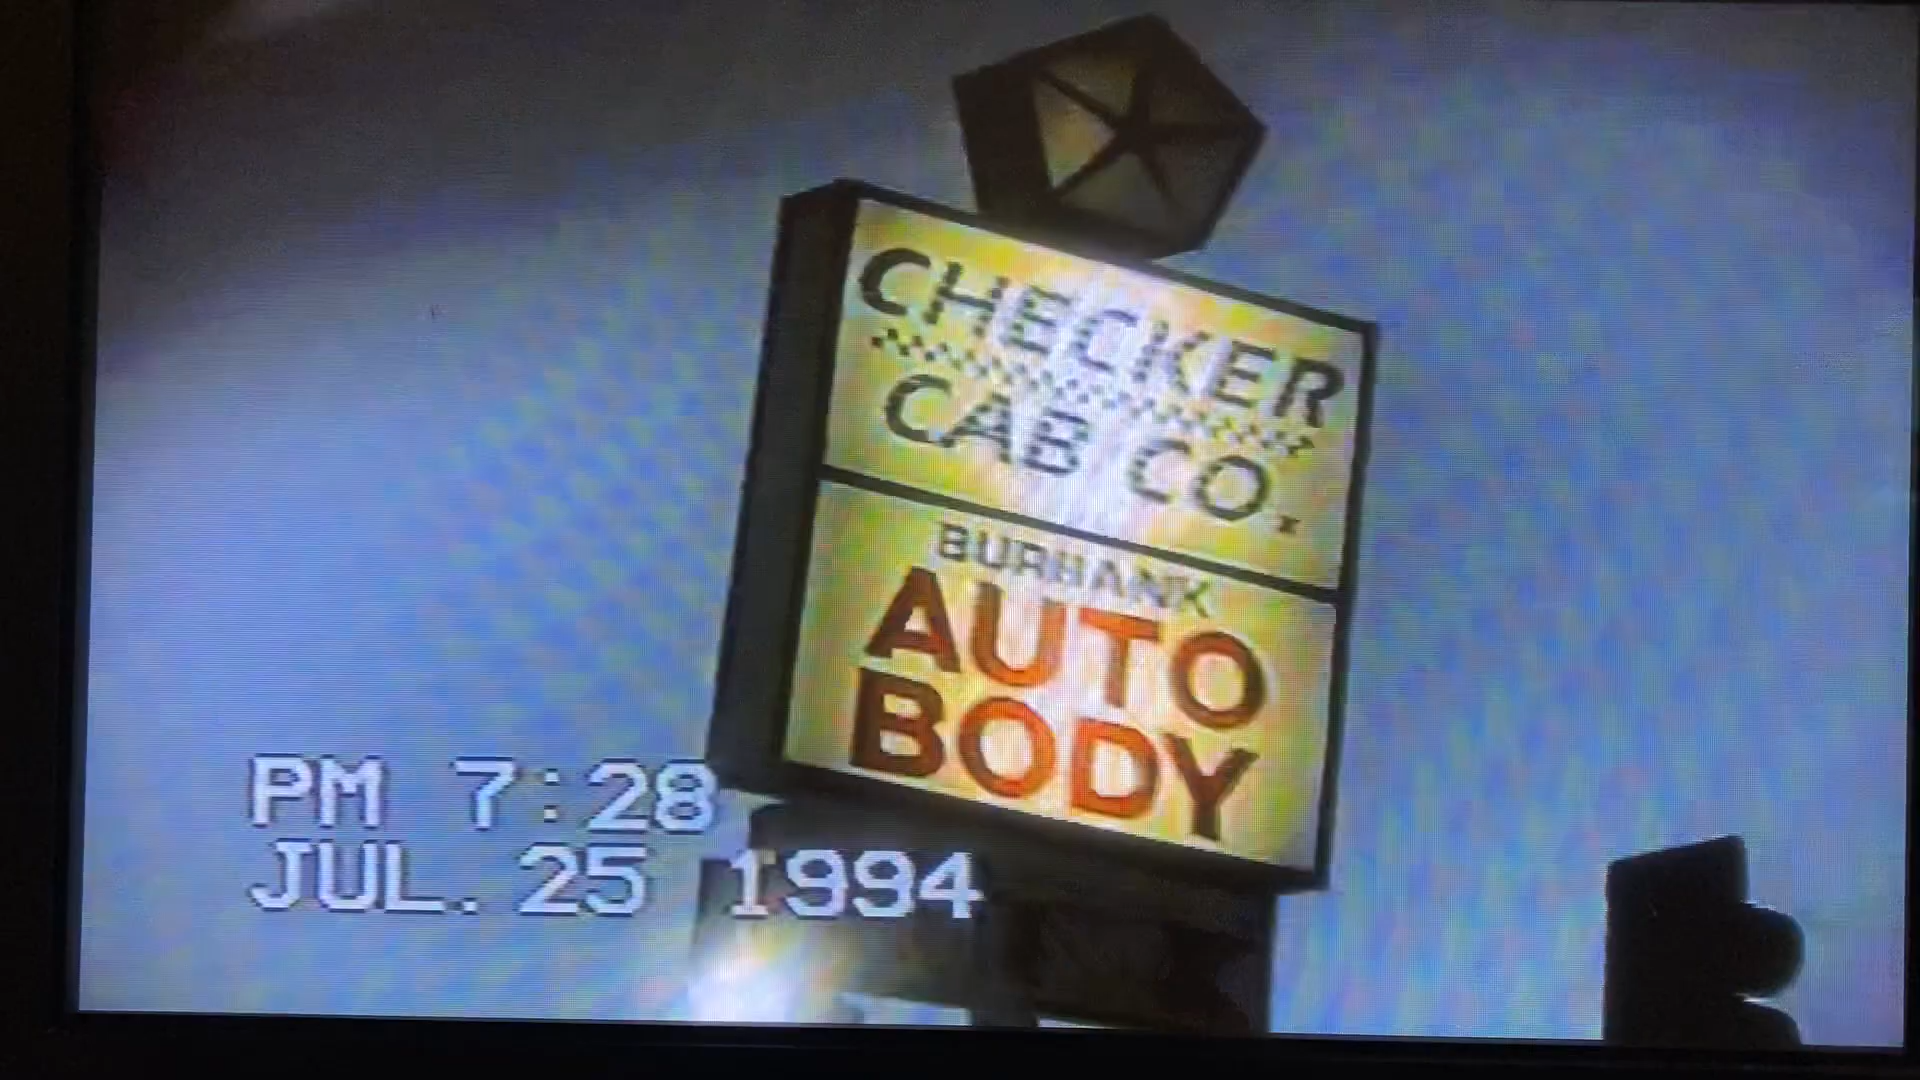 CHECKER
CAB CO.
BURBANK
AUTO
BODY
PM 7:28
JUL. 25 1994